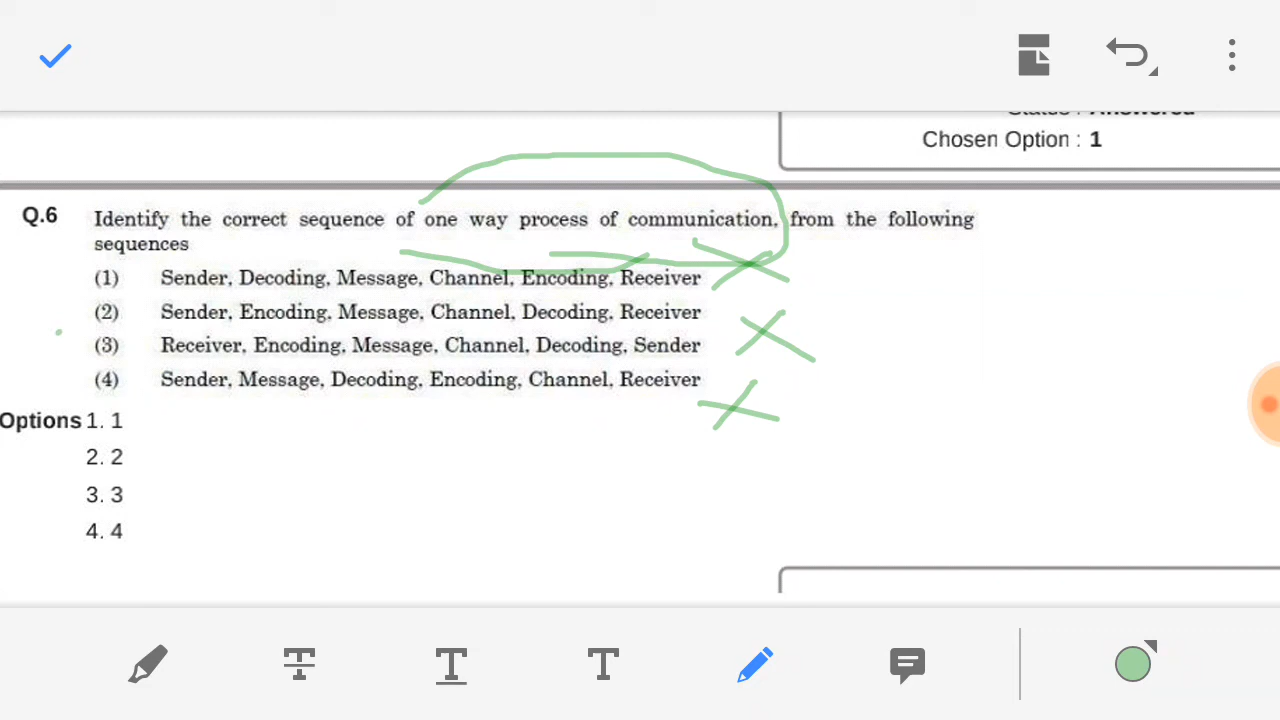 Status : Answered
Chosen Option : 1
Q.6 Identify the correct sequence of one way process of communication, from the following
sequences
(1) Sender, Decoding, Message, Channel, Encoding, Receiver
(2) Sender, Encoding, Message, Channel, Decoding, Receiver
(3) Receiver, Encoding, Message, Channel, Decoding, Sender
(4) Sender, Message, Decoding, Encoding, Channel, Receiver
Options 1. 1
2. 2
3. 3
4. 4
T
T
T